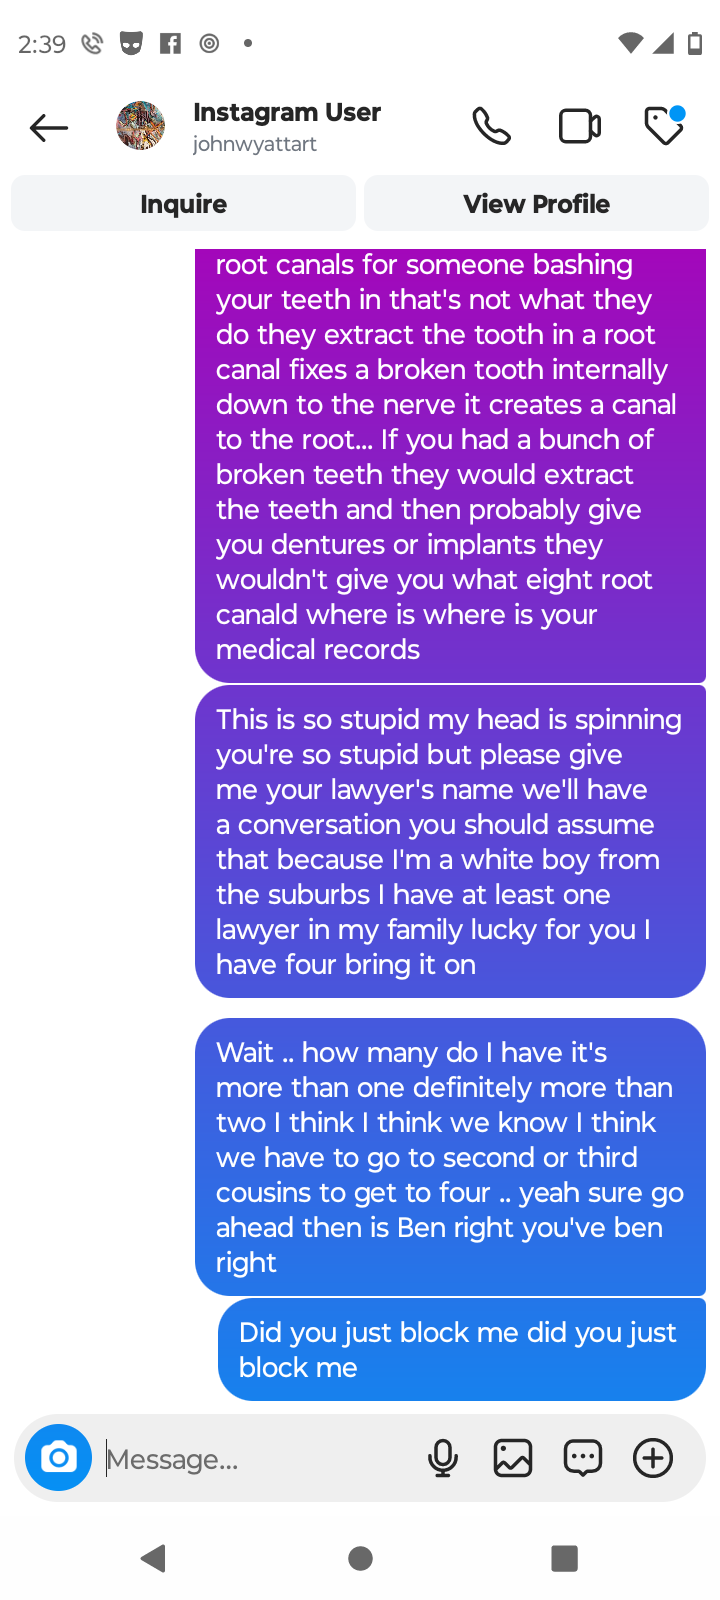 2:39
Instagram User
johnwyattart
Inquire
View Profile
root canals for someone bashing
your teeth in that's not what they
do they extract the tooth in a root
canal fixes a broken tooth internally
down to the nerve it creates a canal
to the root... If you had a bunch of
broken teeth they would extract
the teeth and then probably give
you dentures or implants they
wouldn't give you what eight root
canald where is where is your
medical records
This is so stupid my head is spinning
you're so stupid but please give
me your lawyer's name we'll have
a conversation you should assume
that because I'm a white boy from
the suburbs I have at least one
lawyer in my family lucky for you I
have four bring it on
Wait .. how many do I have it's
more than one definitely more than
two I think I think we know I think
we have to go to second or third
cousins to get to four .. yeah sure go
ahead then is Ben right you've ben
right
Did you just block me did you just
block me
Message...